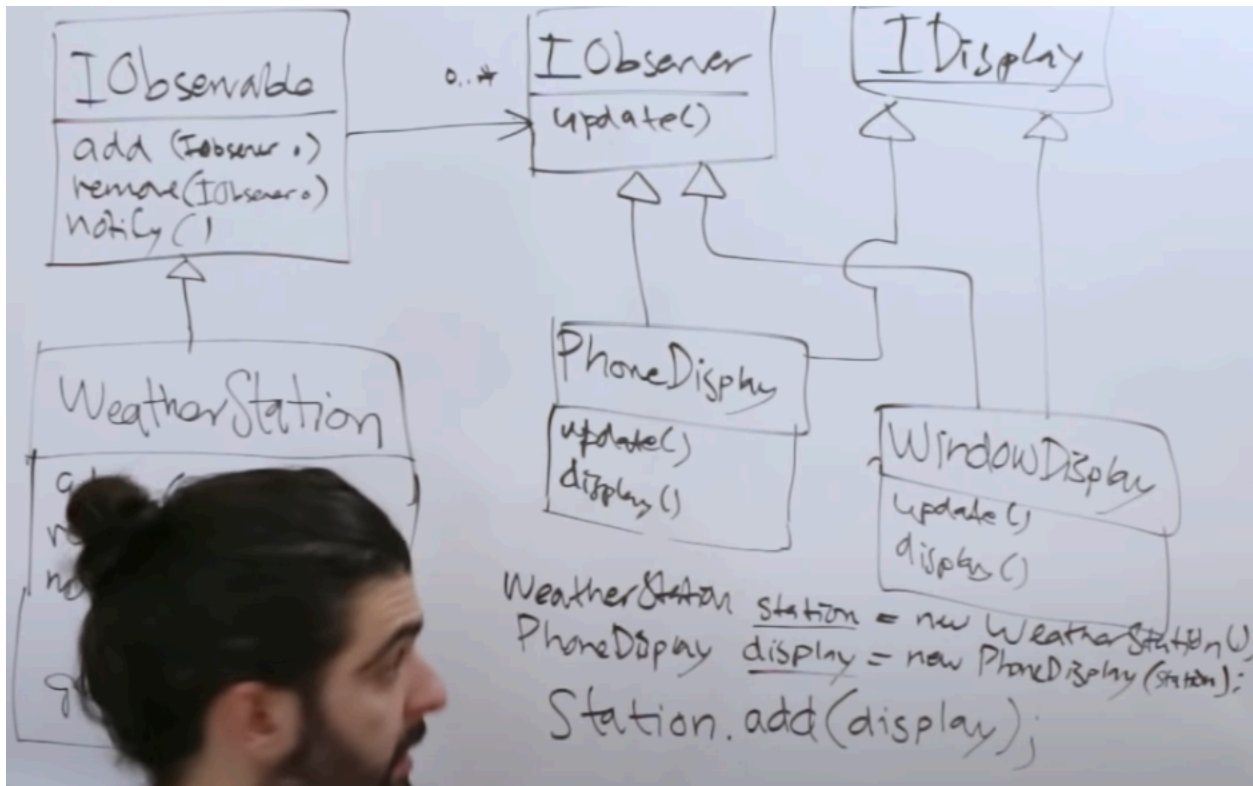 IObservable
add (IObserver o)
remove(IObserver o)
notify()
0..*
IObserver
update()
IDisplay
WeatherStation
PhoneDisplay
update()
display()
WindowDisplay
update()
display()
WeatherStation station = new WeatherStation();
PhoneDisplay display = new PhoneDisplay(station);
Station.add(display);